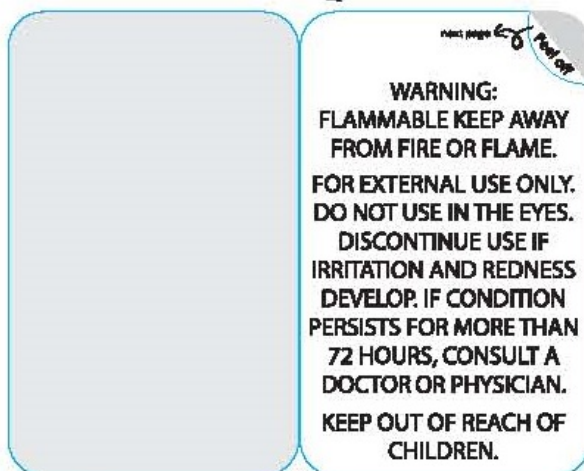 next page
Peel off
WARNING:
FLAMMABLE KEEP AWAY
FROM FIRE OR FLAME.
FOR EXTERNAL USE ONLY.
DO NOT USE IN THE EYES.
DISCONTINUE USE IF
IRRITATION AND REDNESS
DEVELOP. IF CONDITION
PERSISTS FOR MORE THAN
72 HOURS, CONSULT A
DOCTOR OR PHYSICIAN.
KEEP OUT OF REACH OF
CHILDREN.